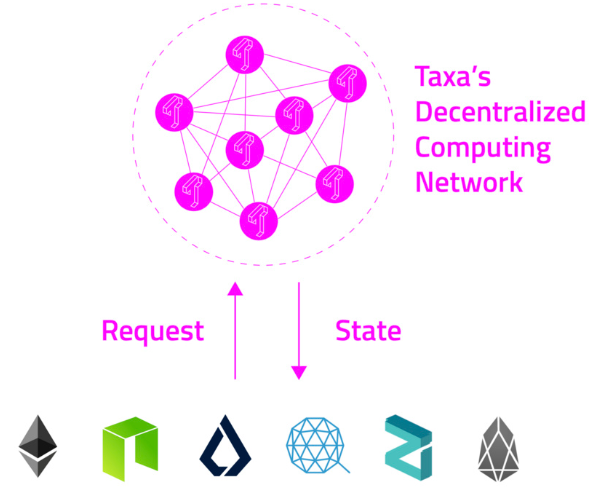 Taxa's
Decentralized
Computing
Network
Request
State